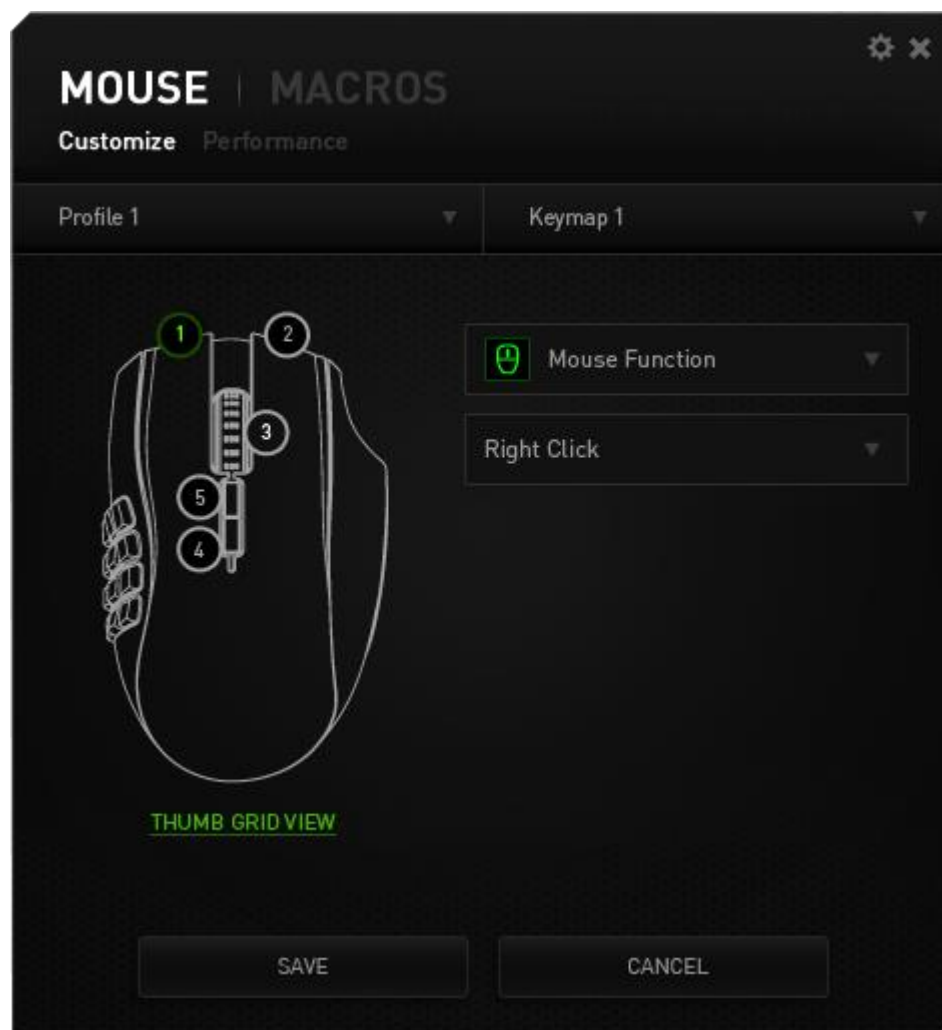 MOUSE | MACROS
Customize Performance
Profile 1 Keymap 1
1 2
Mouse Function
3
Right Click
5
4
THUMB GRID VIEW
SAVE CANCEL